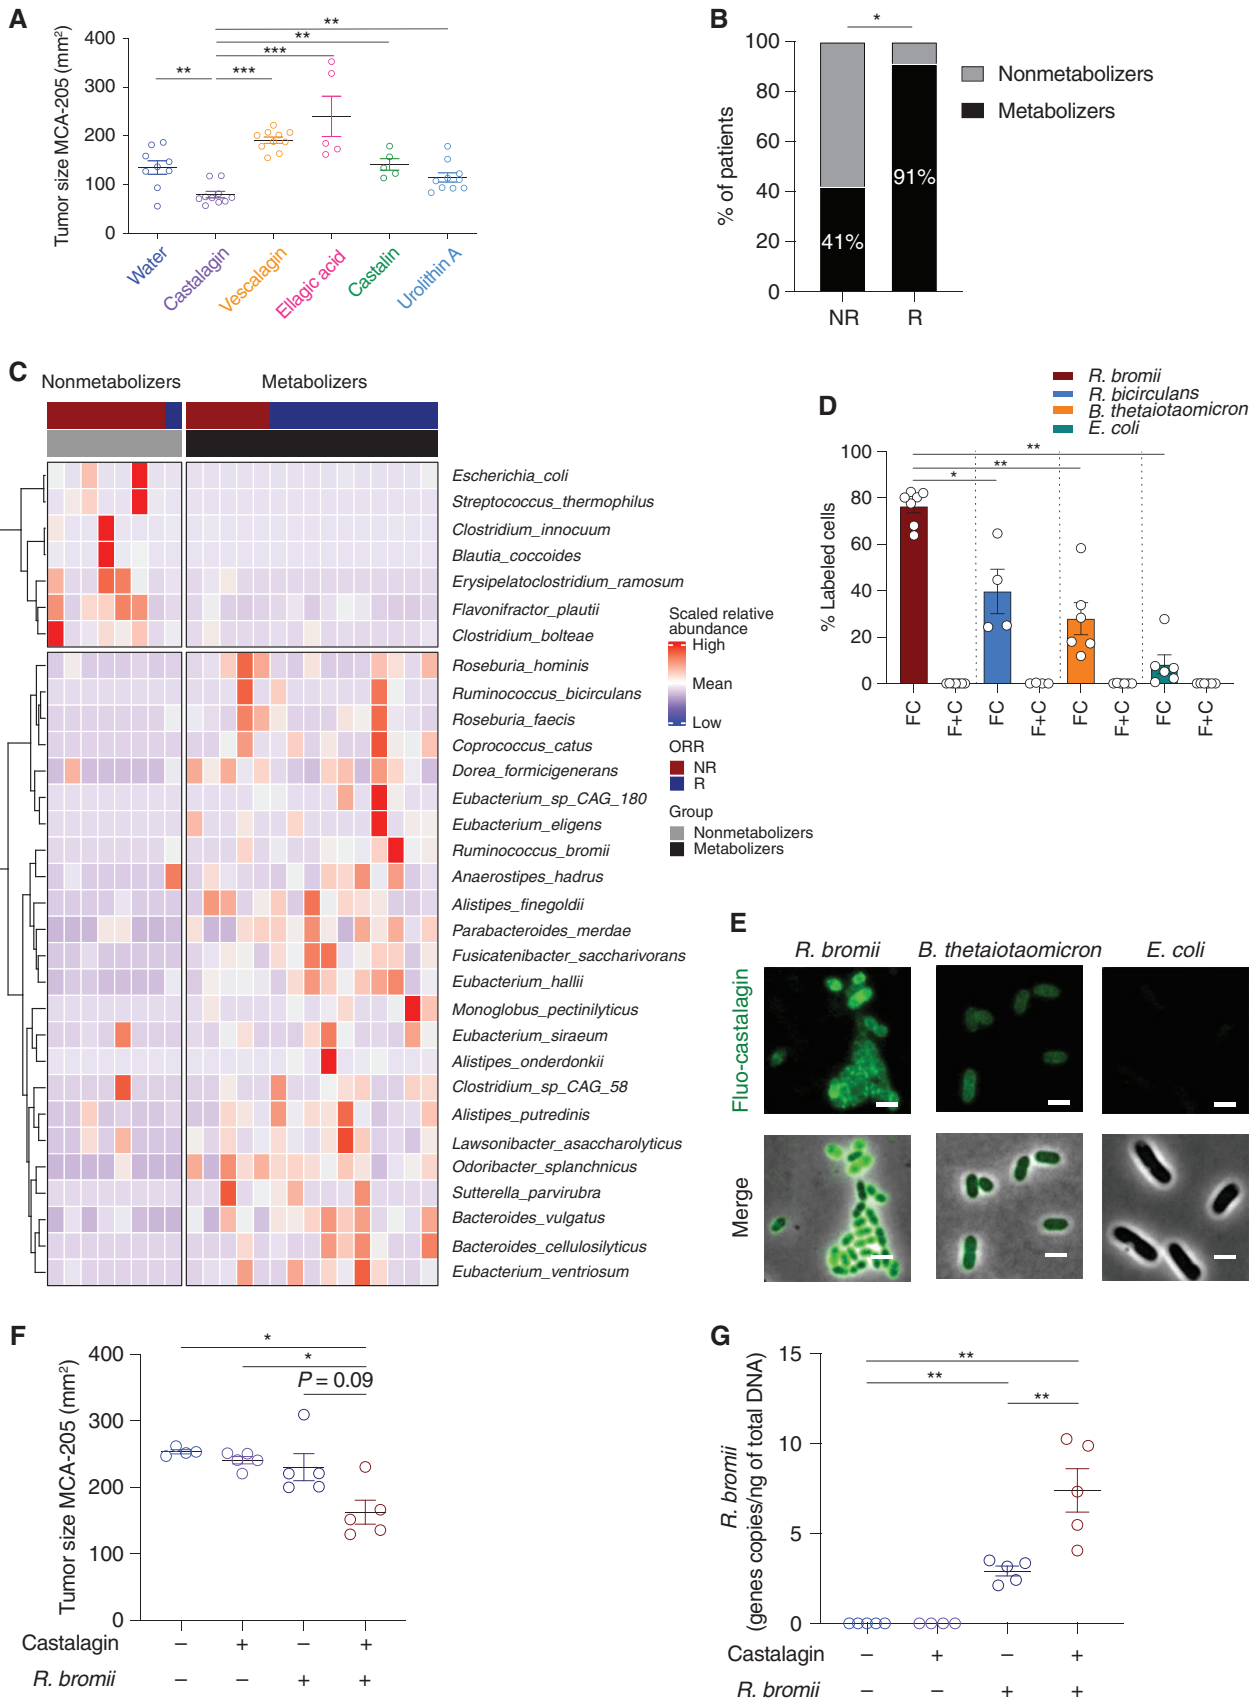 A
Tumor size MCA-205 (mm²)
400
300
200
100
0
**
**
***
**
***
Water
Castalagin
Vescalagin
Ellagic acid
Castalin
Urolithin A
B
% of patients
100
80
60
40
20
0
*
41%
91%
NR
R
Nonmetabolizers
Metabolizers
C
Nonmetabolizers
Metabolizers
Escherichia_coli
Streptococcus_thermophilus
Clostridium_innocuum
Blautia_coccoides
Erysipelatoclostridium_ramosum
Flavonifractor_plautii
Clostridium_bolteae
Roseburia_hominis
Ruminococcus_bicirculans
Roseburia_faecis
Coprococcus_catus
Dorea_formicigenerans
Eubacterium_sp_CAG_180
Eubacterium_eligens
Ruminococcus_bromii
Anaerostipes_hadrus
Alistipes_finegoldii
Parabacteroides_merdae
Fusicatenibacter_saccharivorans
Eubacterium_hallii
Monoglobus_pectinilyticus
Eubacterium_siraeum
Alistipes_onderdonkii
Clostridium_sp_CAG_58
Alistipes_putredinis
Lawsonibacter_asaccharolyticus
Odoribacter_splanchnicus
Sutterella_parvirubra
Bacteroides_vulgatus
Bacteroides_cellulosilyticus
Eubacterium_ventriosum
Scaled relative
abundance
High
Mean
Low
ORR
NR
R
Group
Nonmetabolizers
Metabolizers
D
R. bromii
R. bicirculans
B. thetaiotaomicron
E. coli
% Labeled cells
100
80
60
40
20
0
**
**
*
FC
F+C
FC
F+C
FC
F+C
FC
F+C
E
R. bromii
B. thetaiotaomicron
E. coli
Fluo-castalagin
Merge
F
Tumor size MCA-205 (mm²)
400
300
200
100
0
*
*
P = 0.09
Castalagin
– + – +
R. bromii
– – + +
G
R. bromii
(genes copies/ng of total DNA)
15
10
5
0
**
**
**
Castalagin
– + – +
R. bromii
– – + +